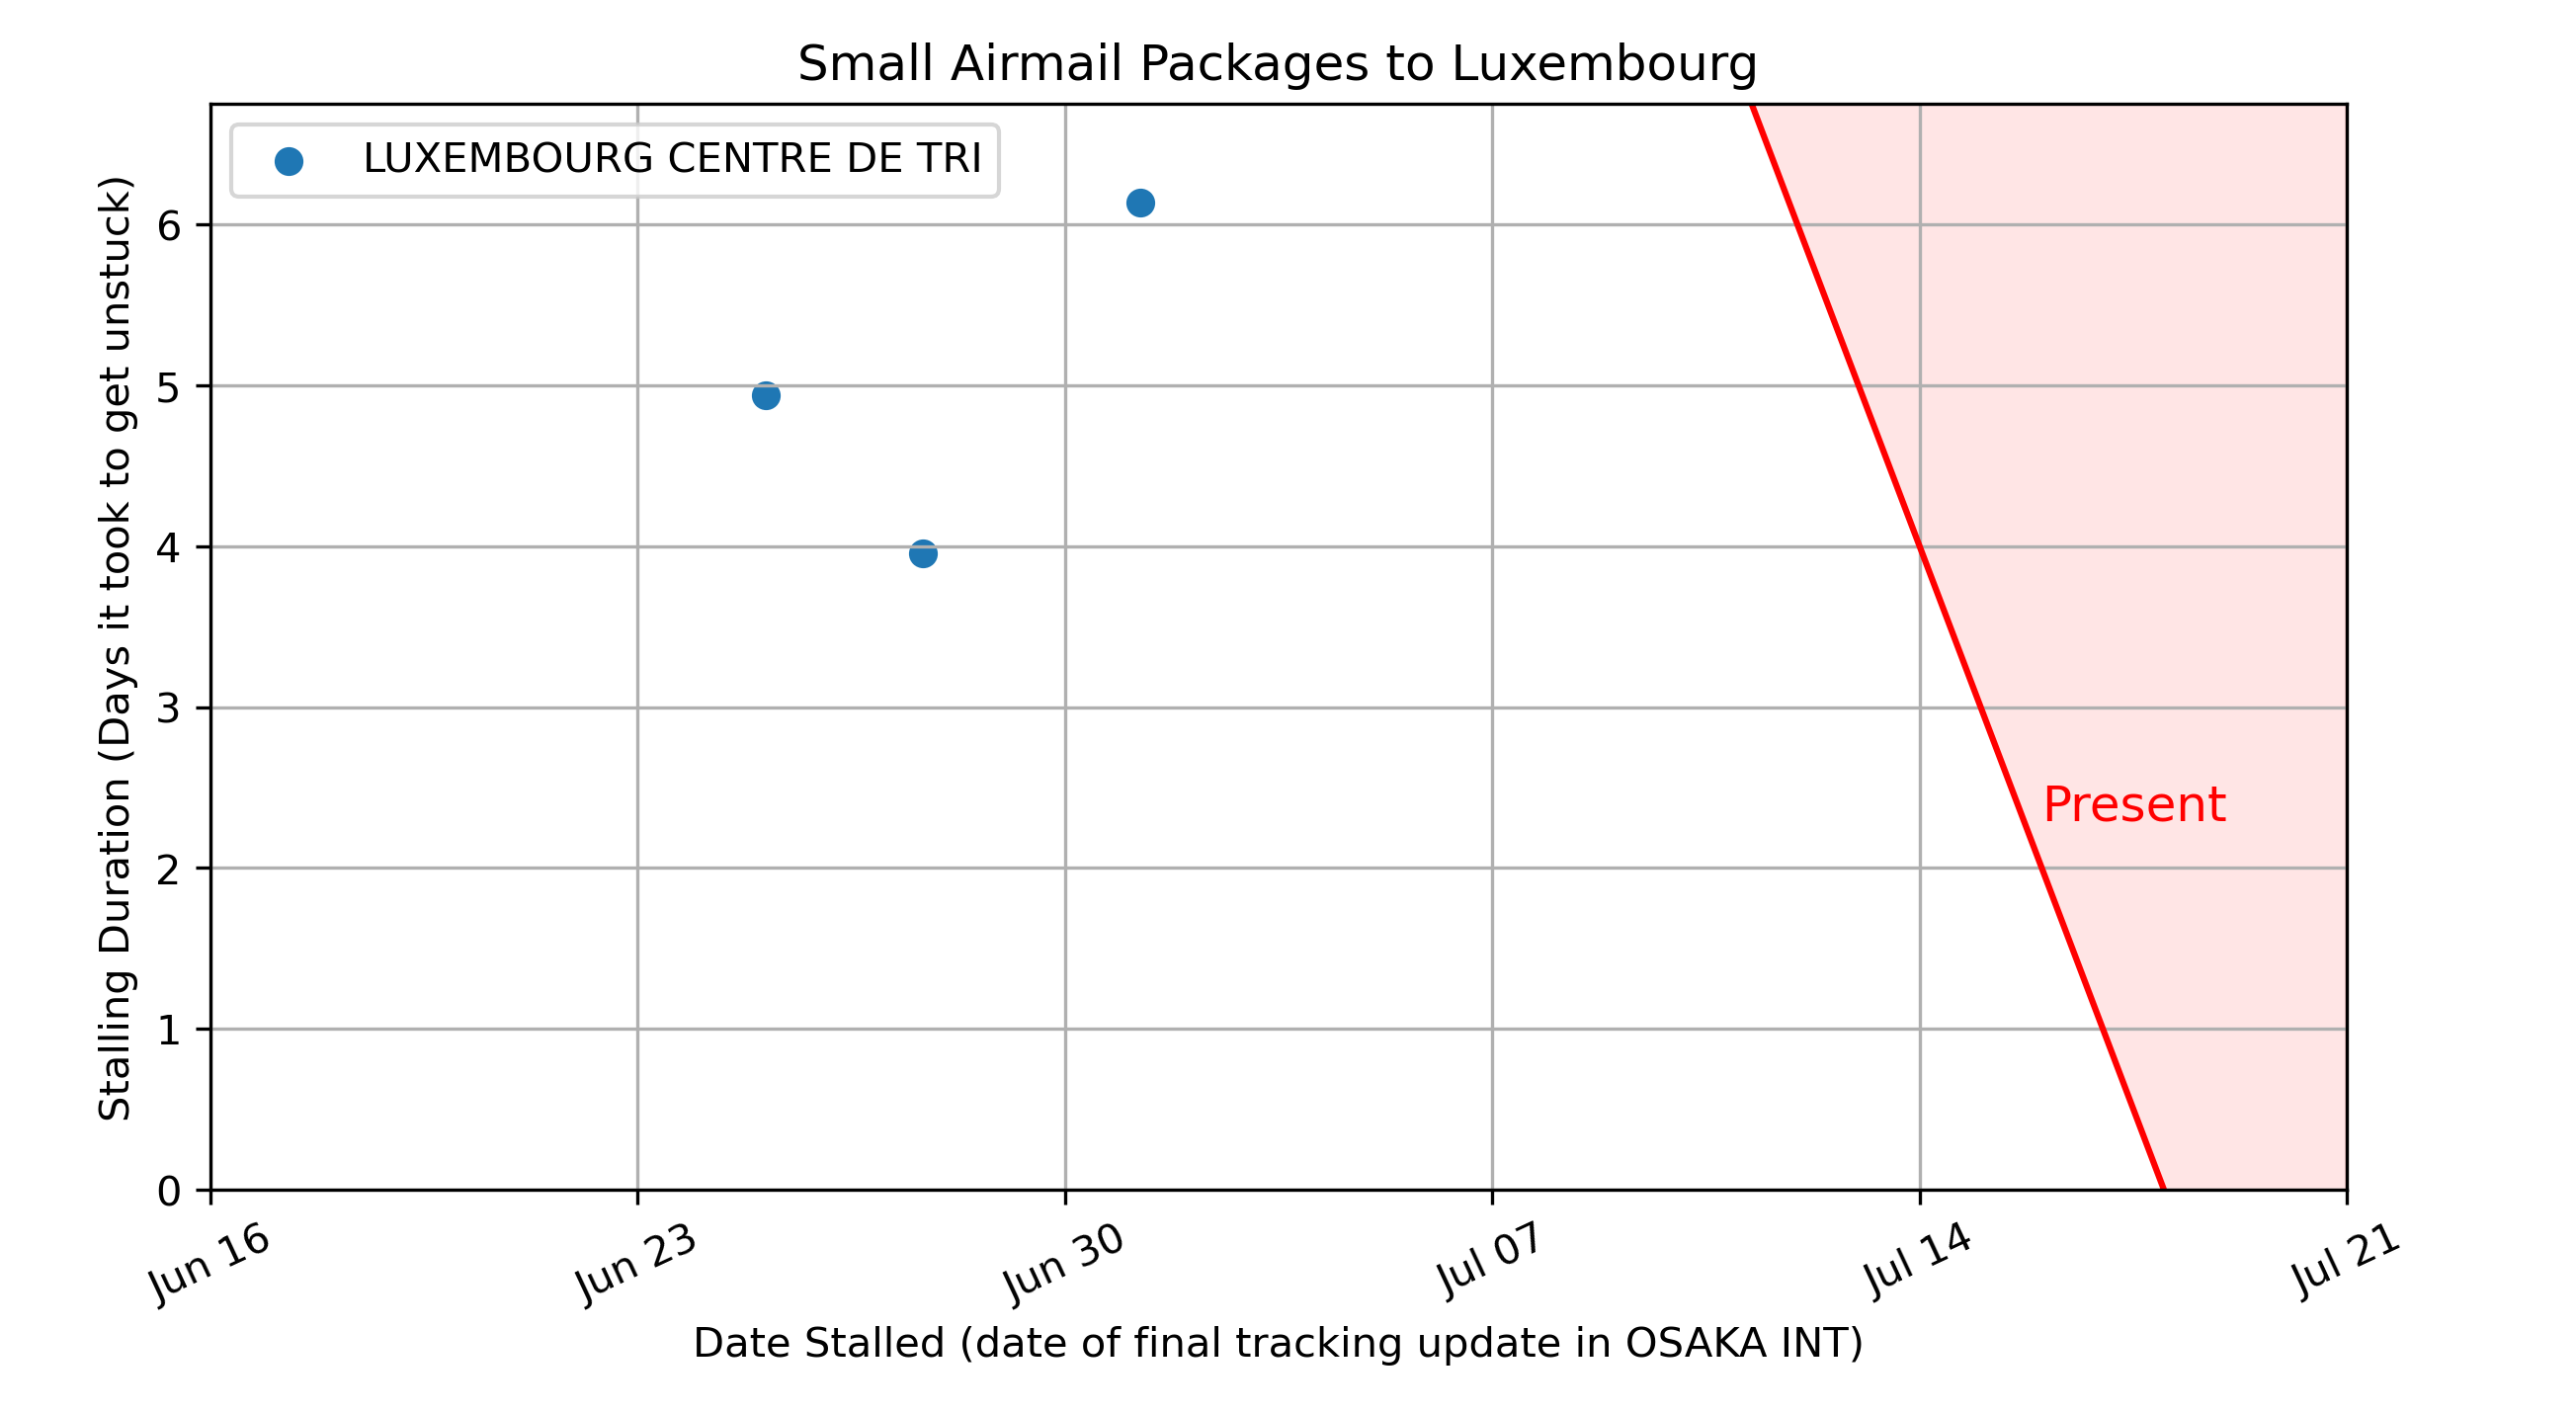 Small Airmail Packages to Luxembourg
LUXEMBOURG CENTRE DE TRI
Stalling Duration (Days it took to get unstuck)
6
5
4
3
2
1
0
Present
Jun 16
Jun 23
Jun 30
Jul 07
Jul 14
Jul 21
Date Stalled (date of final tracking update in OSAKA INT)